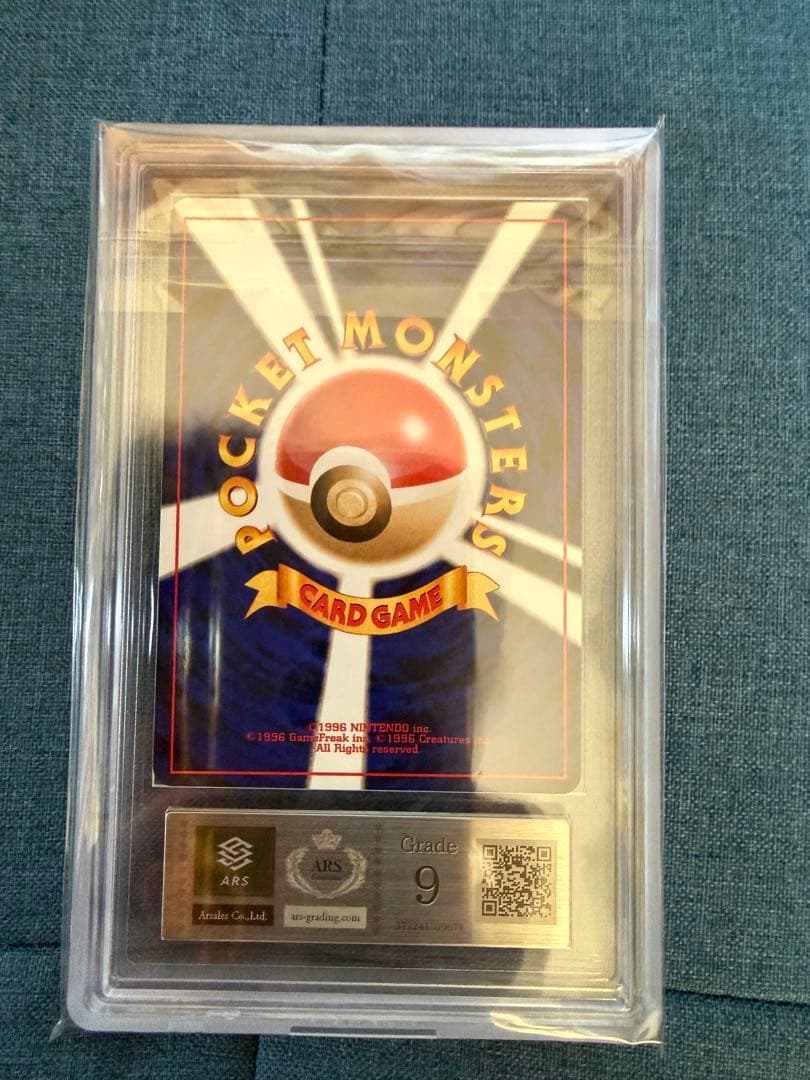 POCKET MONSTERS
CARD GAME
©1996 NINTENDO inc.
©1996 GameFreak inc. ©1996 Creatures inc.
All Rights reserved.
ARS
Arsales Co.,Ltd.
ARS
ars-grading.com
Grade
9